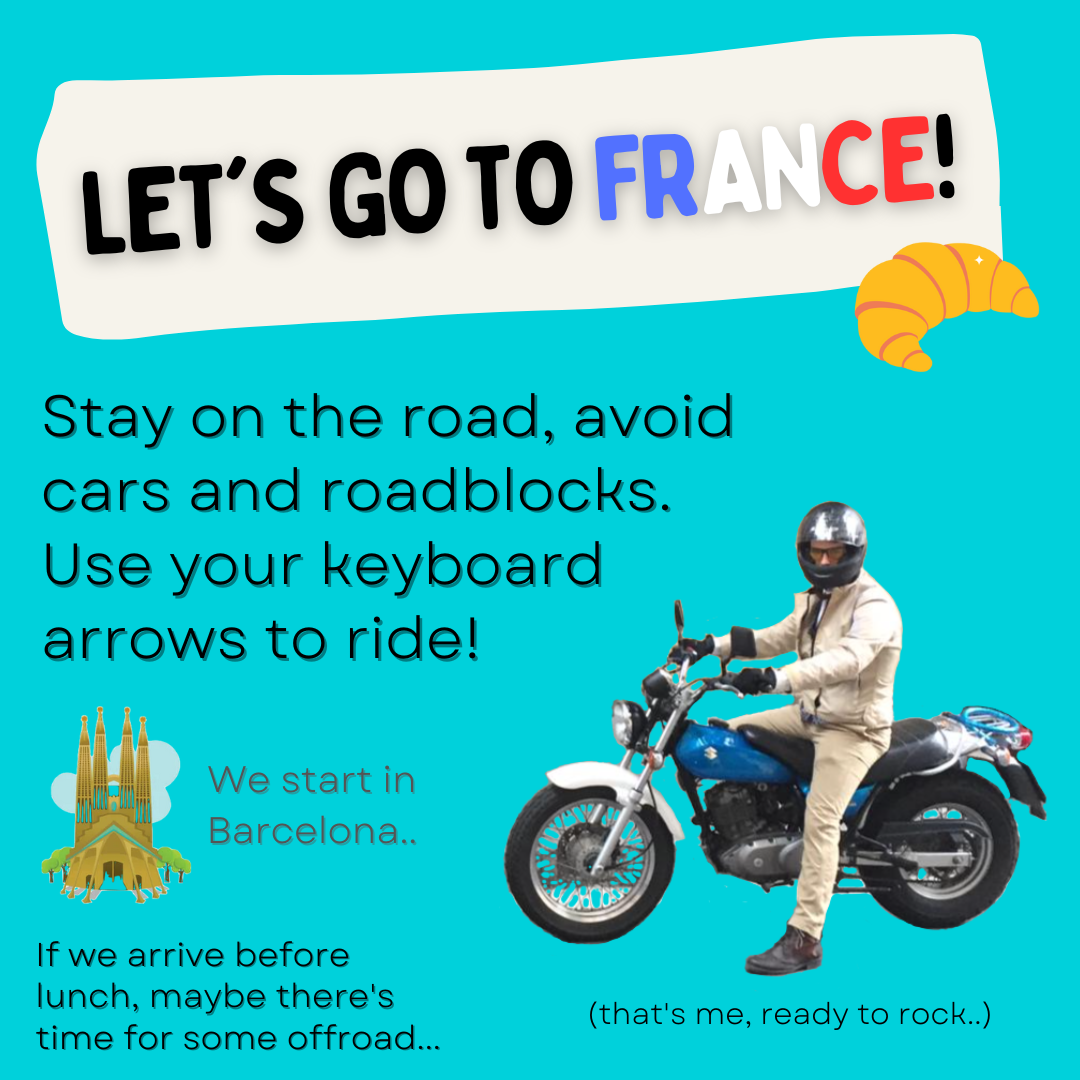 LET'S GO TO FRANCE!
Stay on the road, avoid
cars and roadblocks.
Use your keyboard
arrows to ride!
We start in
Barcelona..
If we arrive before
lunch, maybe there's
time for some offroad...
(that's me, ready to rock..)